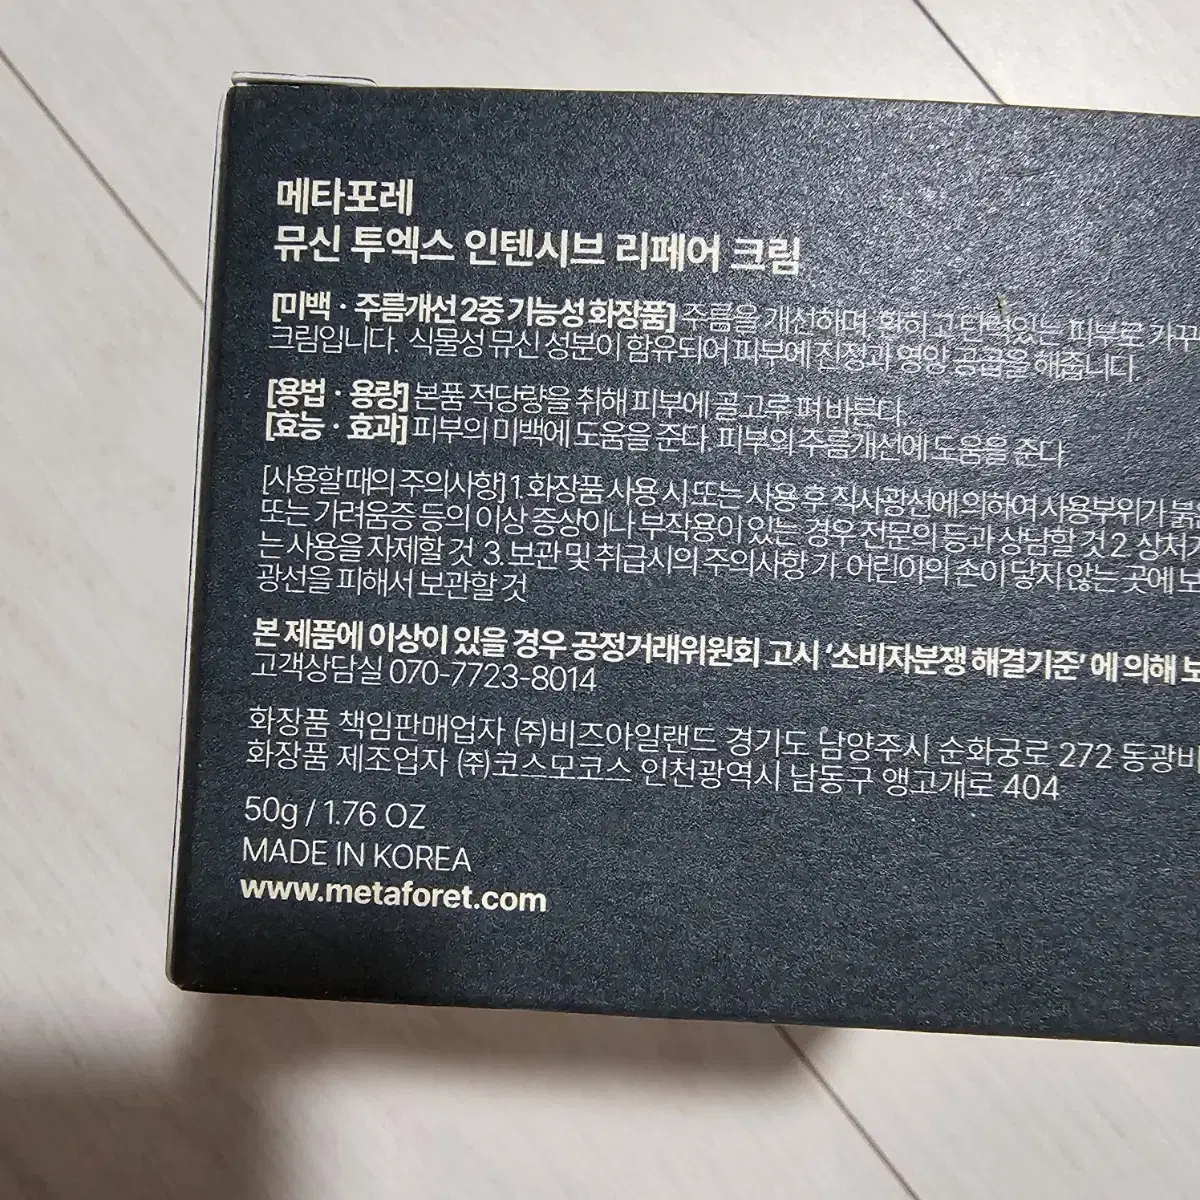 메타포레
뮤신 투엑스 인텐시브 리페어 크림
[미백 · 주름개선 2중 기능성 화장품] 주름을 개선하며, 환하고 탄력있는 피부로 가꾸
크림입니다. 식물성 뮤신 성분이 함유되어 피부에 진정과 영양 공급을 해줍니다.
[용법 · 용량] 본품 적당량을 취해 피부에 골고루 펴 바른다.
[효능 · 효과] 피부의 미백에 도움을 준다. 피부의 주름개선에 도움을 준다.
[사용할 때의 주의사항] 1. 화장품 사용 시 또는 사용 후 직사광선에 의하여 사용부위가 붉
또는 가려움증 등의 이상 증상이나 부작용이 있는 경우 전문의 등과 상담할 것 2. 상처가
는 사용을 자제할 것 3. 보관 및 취급시의 주의사항 가. 어린이의 손이 닿지 않는 곳에 보
광선을 피해서 보관할 것
본 제품에 이상이 있을 경우 공정거래위원회 고시 '소비자분쟁 해결기준' 에 의해 보
고객상담실 070-7723-8014
화장품 책임판매업자 ㈜비즈아일랜드 경기도 남양주시 순화궁로 272 동광비
화장품 제조업자 ㈜코스모코스 인천광역시 남동구 앵고개로 404
50g / 1.76 OZ
MADE IN KOREA
www.metaforet.com